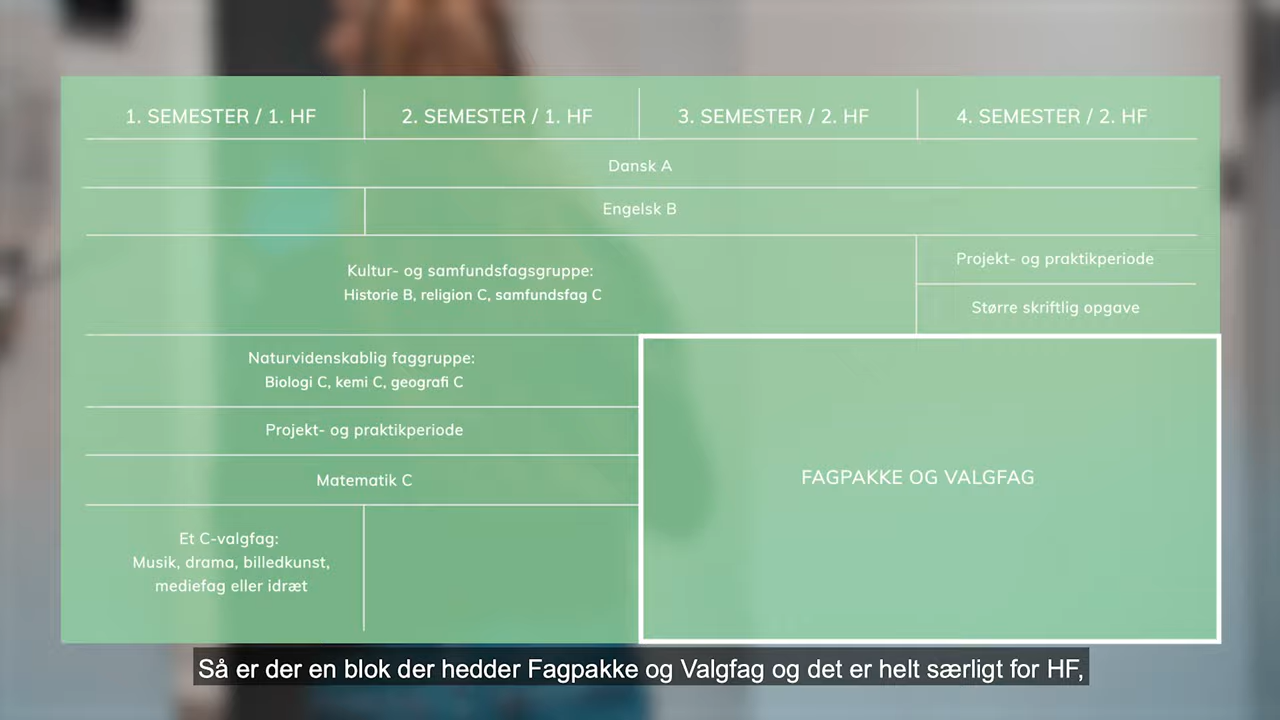 1. SEMESTER / 1. HF
2. SEMESTER / 1. HF
3. SEMESTER / 2. HF
4. SEMESTER / 2. HF
Dansk A
Engelsk B
Kultur- og samfundsfagsgruppe:
Historie B, religion C, samfundsfag C
Projekt- og praktikperiode
Større skriftlig opgave
Naturvidenskablig faggruppe:
Biologi C, kemi C, geografi C
Projekt- og praktikperiode
Matematik C
Et C-valgfag:
Musik, drama, billedkunst,
mediefag eller idræt
FAGPAKKE OG VALGFAG
Så er der en blok der hedder Fagpakke og Valgfag og det er helt særligt for HF,